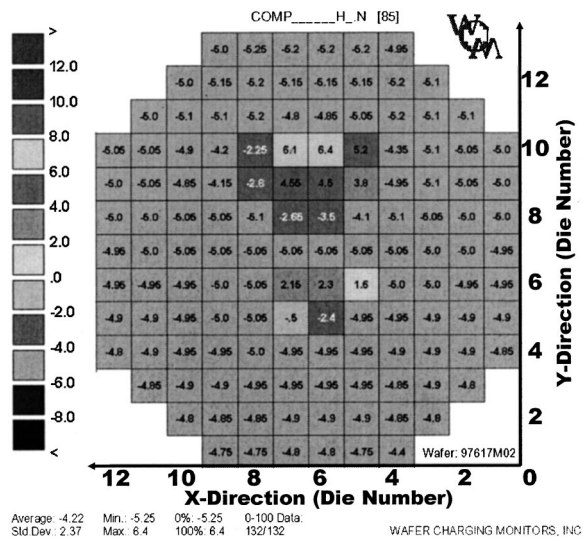 COMP______H_.N [85]
>
12.0
10.0
8.0
6.0
4.0
2.0
.0
-2.0
-4.0
-6.0
-8.0
<
-5.0 -5.25 -5.2 -5.2 -5.2 -4.95
-5.0 -5.15 -5.2 -5.15 -5.15 -5.15 -5.2 -5.1
-5.0 -5.1 -5.1 -5.2 -4.8 -4.85 -5.05 -5.2 -5.1 -5.1
-5.05 -5.05 -4.9 -4.2 -2.25 6.1 6.4 5.2 -4.35 -5.1 -5.05 -5.0
-5.0 -5.05 -4.85 -4.15 -2.8 4.55 4.5 3.8 -4.95 -5.1 -5.05 -5.0
-5.0 -5.0 -5.05 -5.05 -5.1 -2.65 -3.5 -4.1 -5.1 -5.05 -5.0 -5.0
-4.95 -5.0 -5.05 -5.05 -5.05 -5.05 -5.05 -5.05 -5.05 -5.0 -5.0 -4.95
-4.95 -4.95 -4.95 -5.0 -5.05 2.15 2.3 1.6 -5.0 -5.0 -4.95 -4.95
-4.9 -4.9 -4.95 -5.0 -5.05 -.5 -2.4 -4.95 -4.95 -4.95 -4.9 -4.9
-4.8 -4.9 -4.95 -4.95 -5.0 -4.95 -4.95 -4.95 -4.9 -4.9 -4.9 -4.85
-4.85 -4.9 -4.9 -4.95 -4.95 -4.95 -4.95 -4.85 -4.9 -4.8
-4.8 -4.85 -4.85 -4.9 -4.9 -4.9 -4.85 -4.8
-4.75 -4.75 -4.8 -4.8 -4.75 -4.4
Wafer: 97617M02
12
10
8
6
4
2
Y-Direction (Die Number)
12 10 8 6 4 2 0
X-Direction (Die Number)
Average: -4.22 Min.: -5.25 0%: -5.25 0-100 Data:
Std.Dev.: 2.37 Max.: 6.4 100%: 6.4 132/132
WAFER CHARGING MONITORS, INC